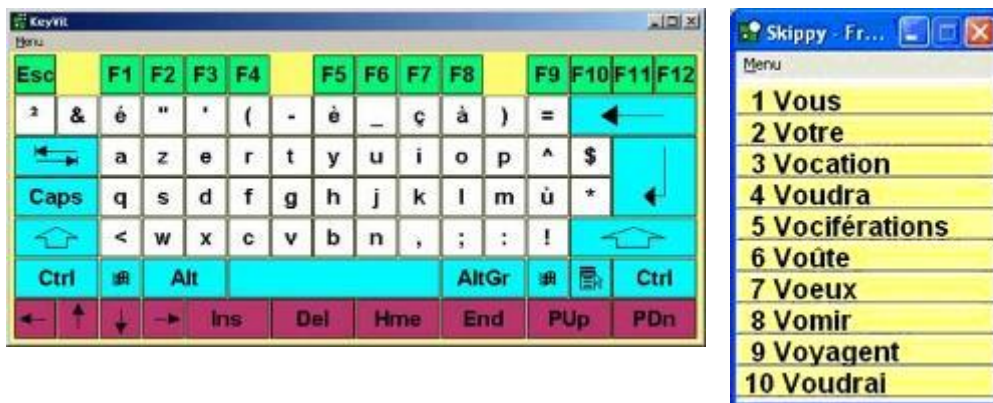 KeyVit
Menu
Esc F1 F2 F3 F4 F5 F6 F7 F8 F9 F10 F11 F12
² & é " ' ( - è _ ç à ) =
a z e r t y u i o p ^ $
Caps q s d f g h j k l m ù *
< w x c v b n , ; : !
Ctrl Alt AltGr Ctrl
Ins Del Hme End PUp PDn
Skippy - Fr...
Menu
1 Vous
2 Votre
3 Vocation
4 Voudra
5 Vociférations
6 Voûte
7 Voeux
8 Vomir
9 Voyagent
10 Voudrai